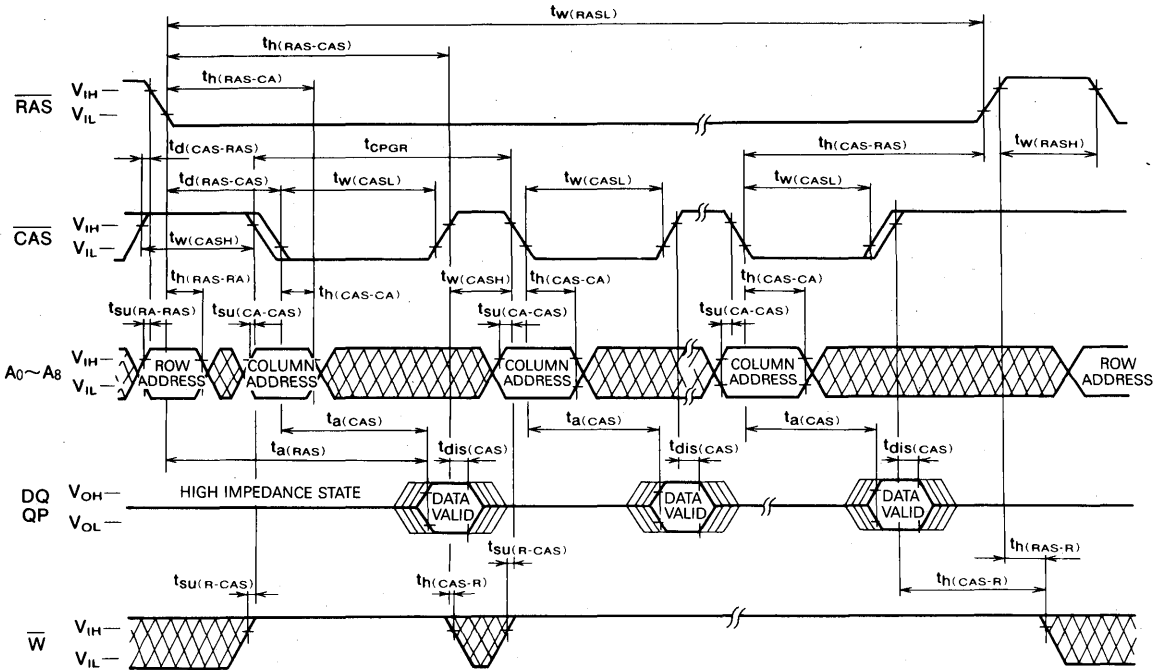 tw(RASL)
th(RAS-CAS)
th(RAS-CA)
RAS
VIH
VIL
td(CAS-RAS)
tCPGR
th(CAS-RAS)
tw(RASH)
td(RAS-CAS)
tw(CASL)
tw(CASL)
tw(CASL)
CAS
VIH
VIL
tw(CASH)
th(RAS-RA)
th(CAS-CA)
tw(CASH)
th(CAS-CA)
th(CAS-CA)
tsu(RA-RAS)
tsu(CA-CAS)
tsu(CA-CAS)
tsu(CA-CAS)
A0~A8
VIH
VIL
ROW ADDRESS
COLUMN ADDRESS
COLUMN ADDRESS
COLUMN ADDRESS
ROW ADDRESS
ta(CAS)
ta(CAS)
ta(CAS)
ta(RAS)
tdis(CAS)
tdis(CAS)
tdis(CAS)
DQ
QP
VOH
VOL
HIGH IMPEDANCE STATE
DATA VALID
DATA VALID
DATA VALID
tsu(R-CAS)
th(RAS-R)
tsu(R-CAS)
th(CAS-R)
th(CAS-R)
W
VIH
VIL